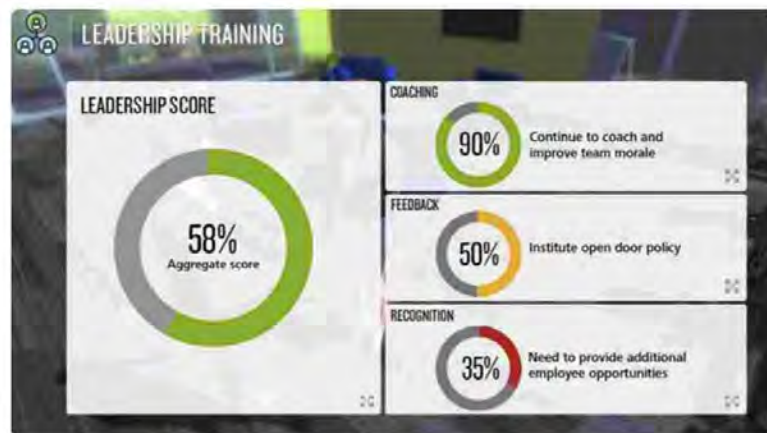 LEADERSHIP TRAINING
LEADERSHIP SCORE
58%
Aggregate score
COACHING
90%
Continue to coach and
improve team morale
FEEDBACK
50%
Institute open door policy
RECOGNITION
35%
Need to provide additional
employee opportunities